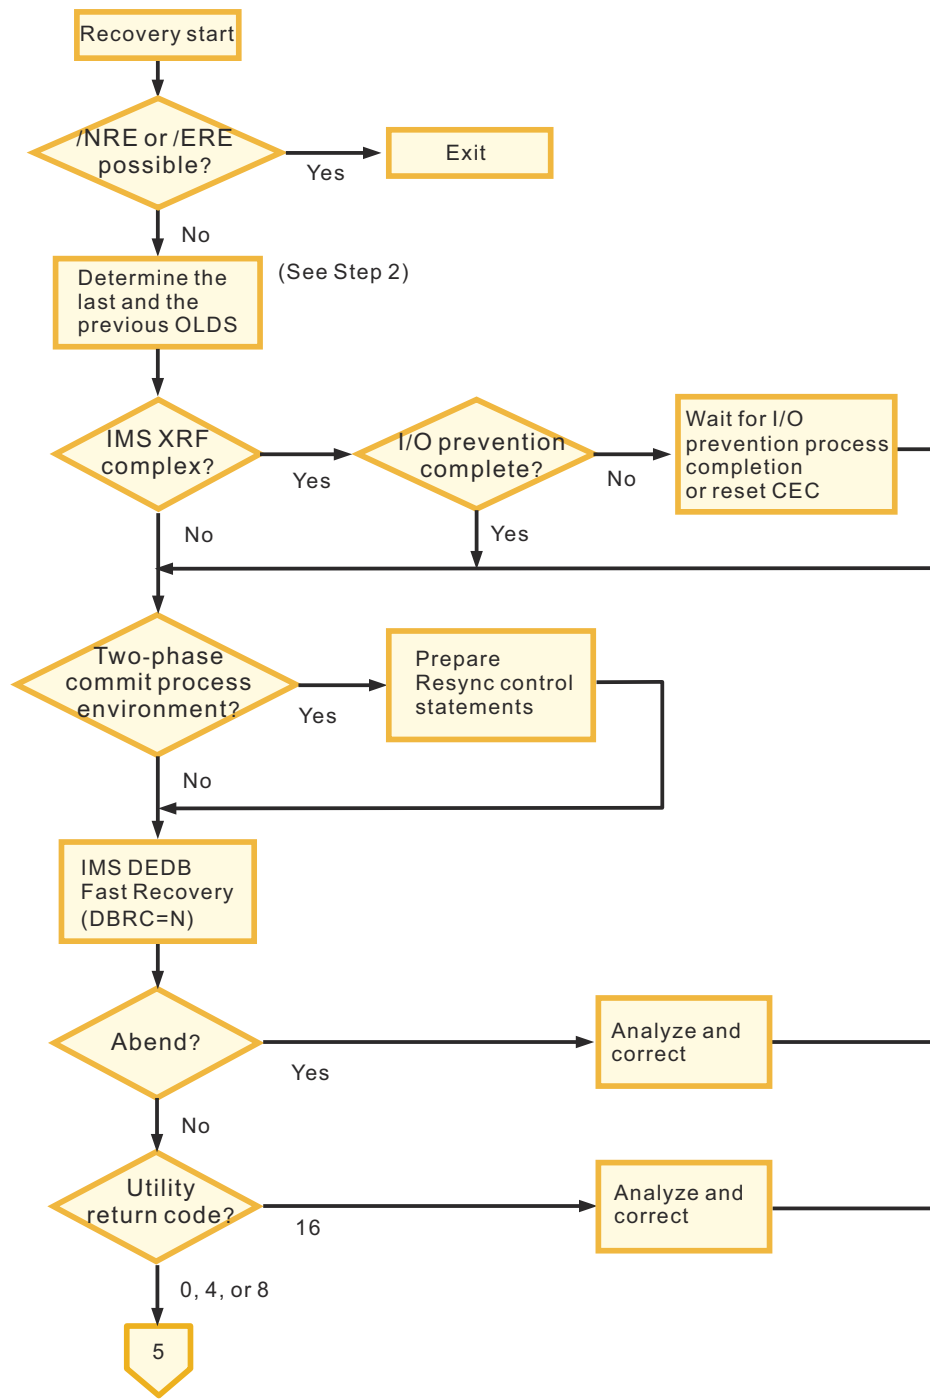 Recovery start
/NRE or /ERE
possible?
Yes
Exit
No
Determine the
last and the
previous OLDS
(See Step 2)
IMS XRF
complex?
Yes
I/O prevention
complete?
No
Wait for I/O
prevention process
completion
or reset CEC
No
Yes
Two-phase
commit process
environment?
Yes
Prepare
Resync control
statements
No
IMS DEDB
Fast Recovery
(DBRC=N)
Abend?
Yes
Analyze and
correct
No
Utility
return code?
16
Analyze and
correct
0, 4, or 8
5